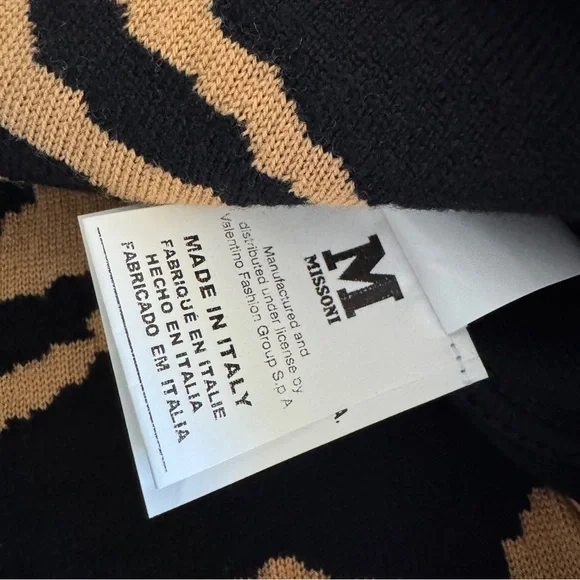 M
MISSONI
Manufactured and
distributed under license by
Valentino Fashion Group S.p.A
MADE IN ITALY
FABRIQUÉ EN ITALIE
HECHO EN ITALIA
FABRICADO EM ITALIA
A.